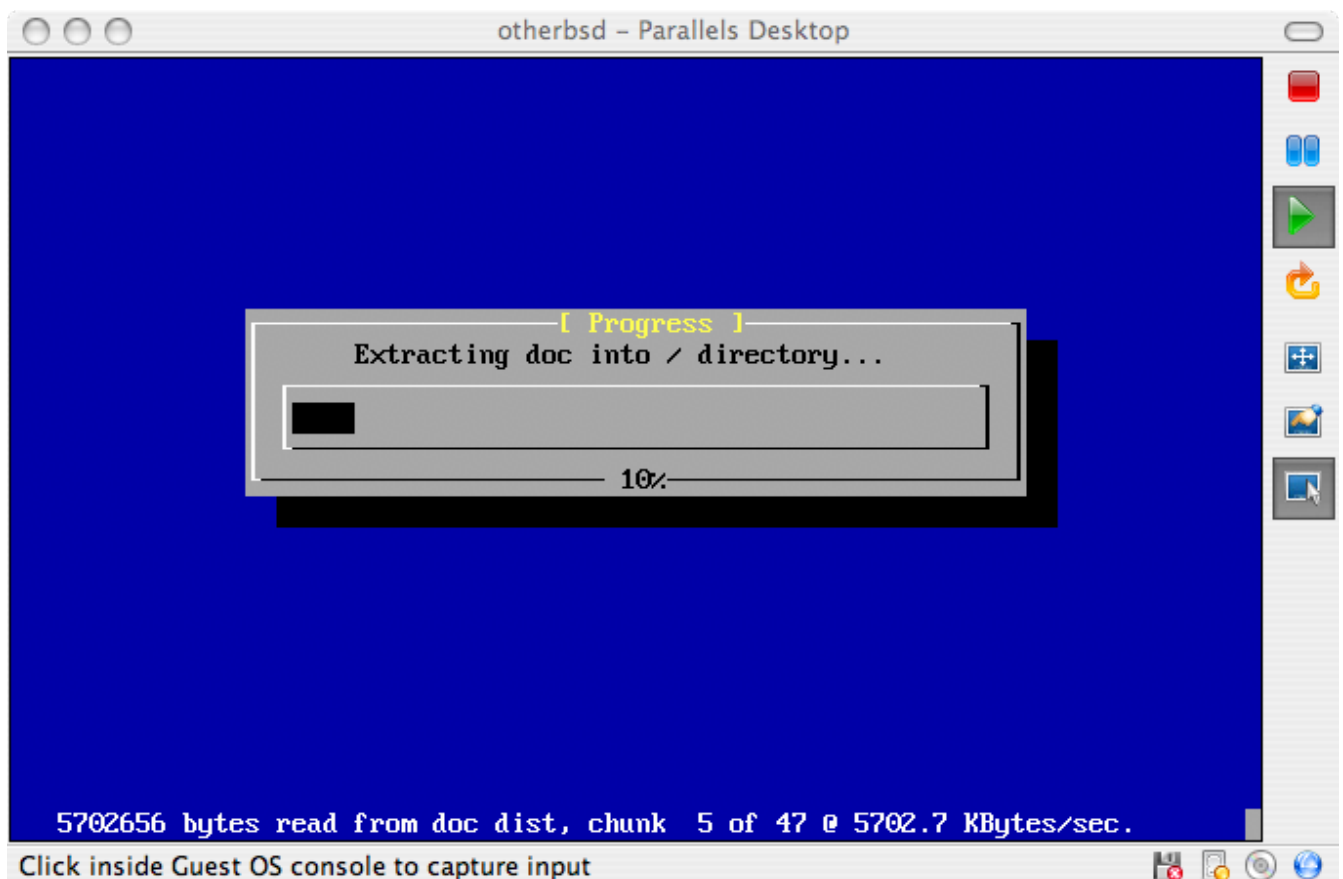 otherbsd – Parallels Desktop
[ Progress ]
Extracting doc into / directory...
10%
5702656 bytes read from doc dist, chunk  5 of 47 @ 5702.7 KBytes/sec.
Click inside Guest OS console to capture input